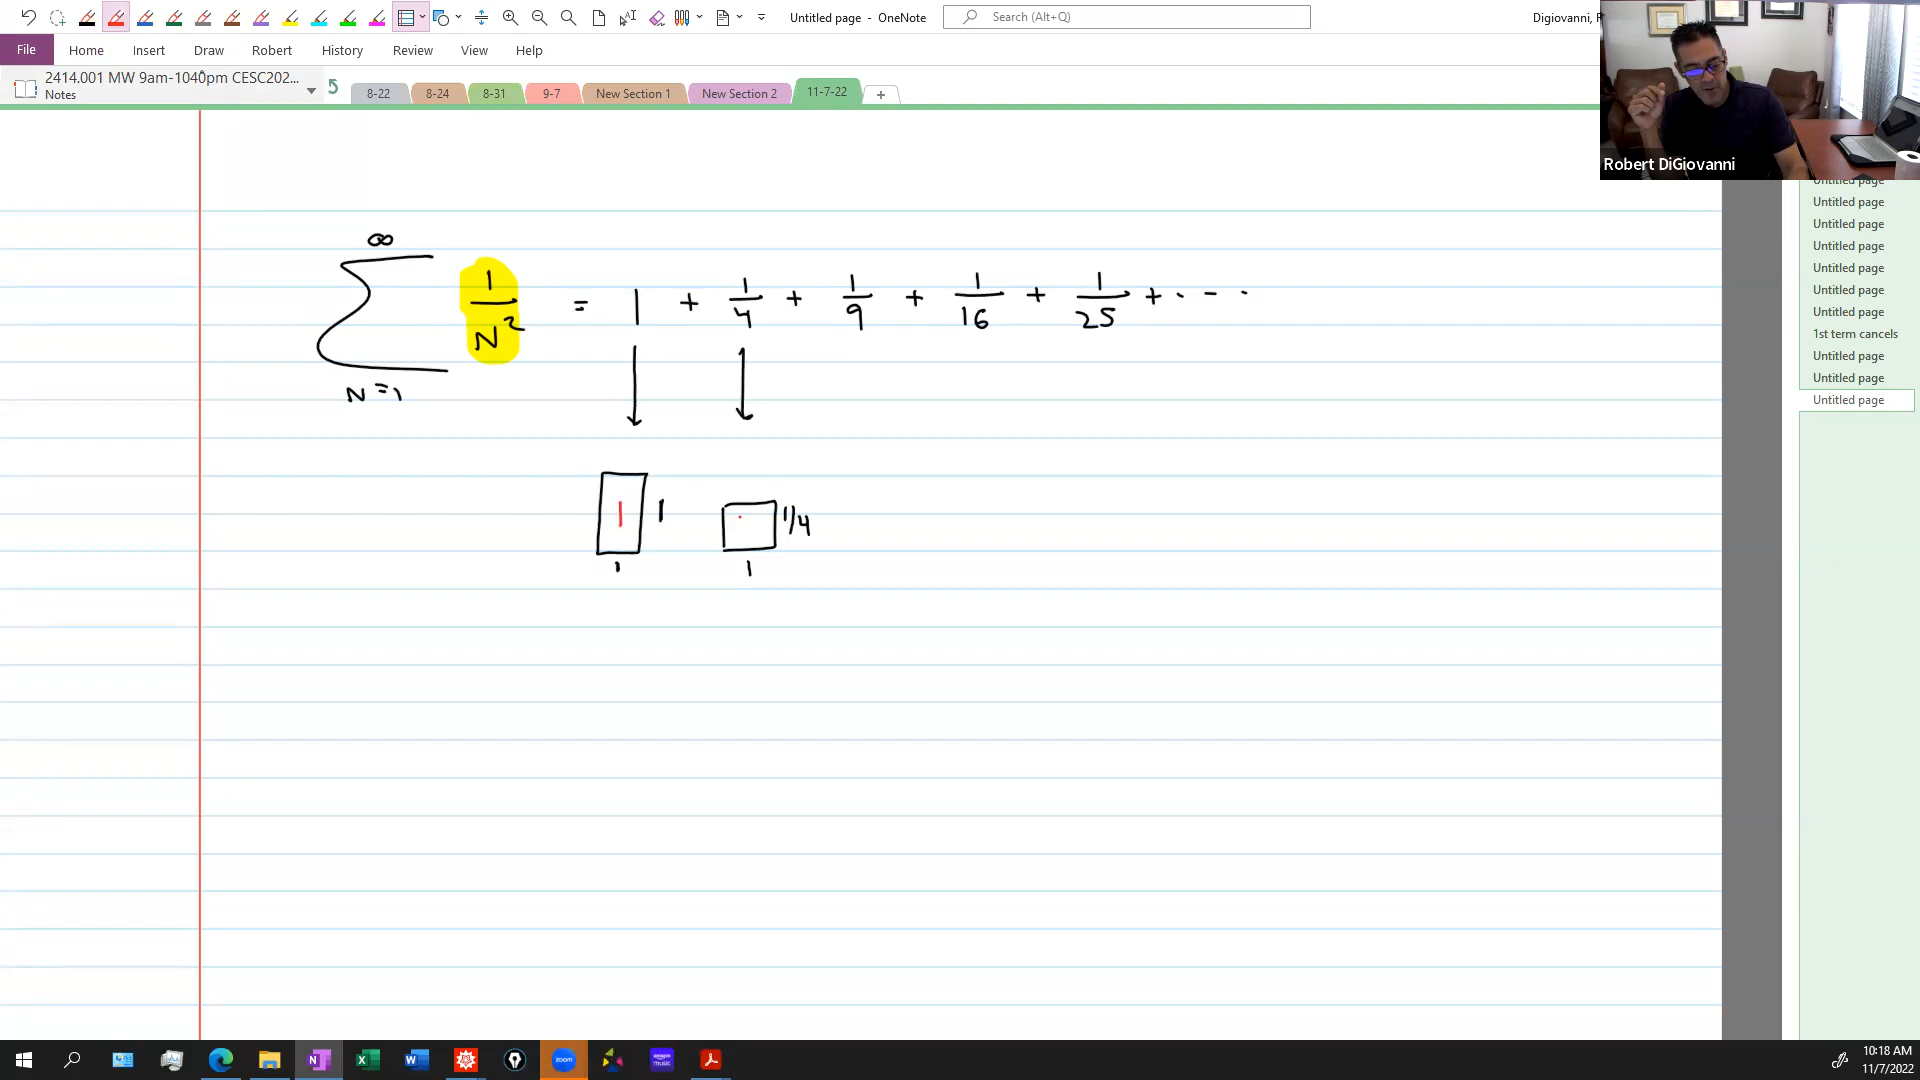 Untitled page - OneNote
Search (Alt+Q)
Digiovanni, R
File Home Insert Draw Robert History Review View Help
2414.001 MW 9am-1040pm CESC202...
Notes
8-22 8-24 8-31 9-7 New Section 1 New Section 2 11-7-22
Robert DiGiovanni
Untitled page
Untitled page
Untitled page
Untitled page
Untitled page
Untitled page
Untitled page
1st term cancels
Untitled page
Untitled page
Untitled page
∞
∑ 1/N² = 1 + 1/4 + 1/9 + 1/16 + 1/25 + . - .
N=1
1 1 1/4
1 1
zoom
amazon music
10:18 AM
11/7/2022